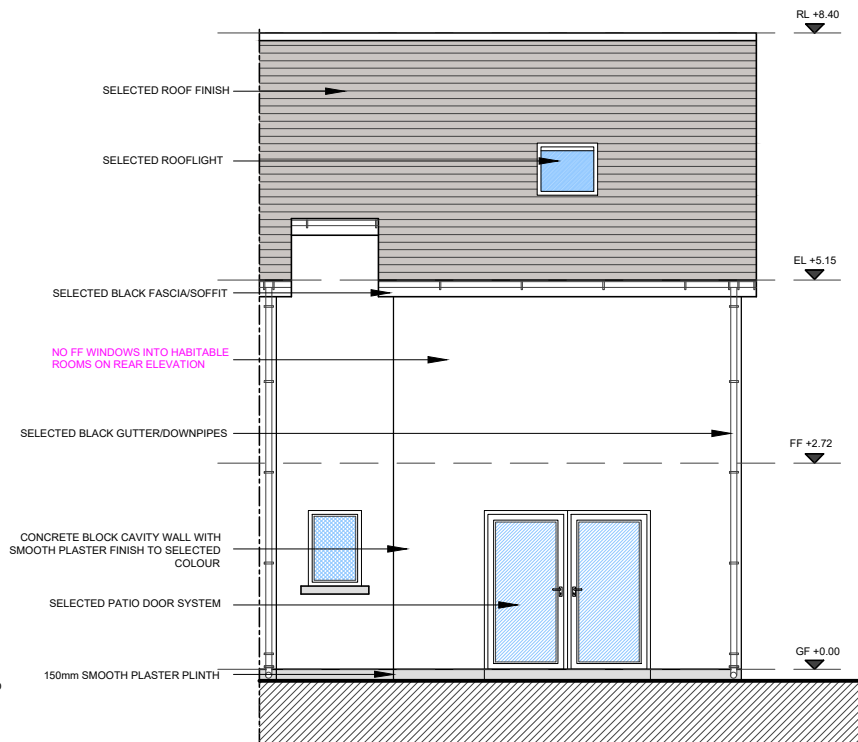 RL +8.40
SELECTED ROOF FINISH
SELECTED ROOFLIGHT
EL +5.15
SELECTED BLACK FASCIA/SOFFIT
NO FF WINDOWS INTO HABITABLE
ROOMS ON REAR ELEVATION
SELECTED BLACK GUTTER/DOWNPIPES
FF +2.72
CONCRETE BLOCK CAVITY WALL WITH
SMOOTH PLASTER FINISH TO SELECTED
COLOUR
SELECTED PATIO DOOR SYSTEM
GF +0.00
150mm SMOOTH PLASTER PLINTH